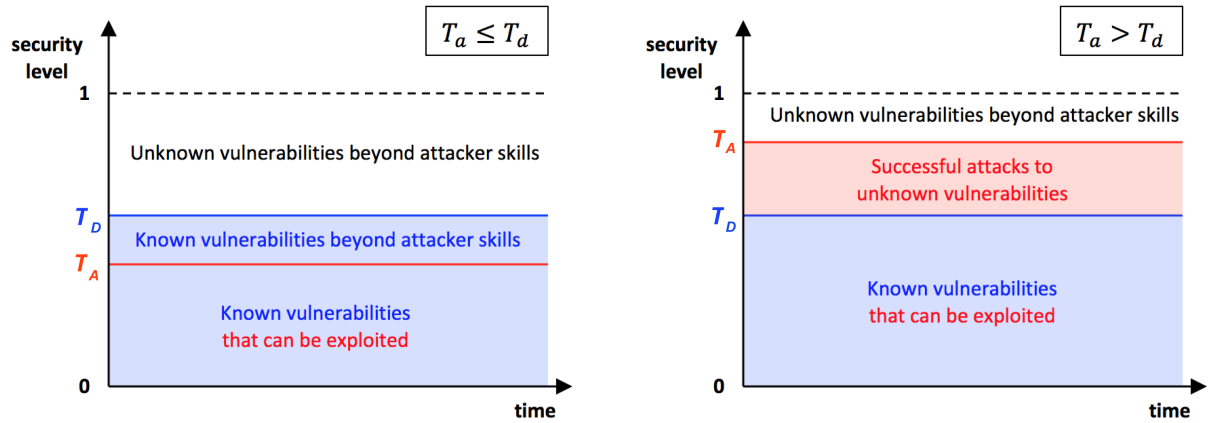 T_a ≤ T_d
security
level
1
Unknown vulnerabilities beyond attacker skills
T_D
Known vulnerabilities beyond attacker skills
T_A
Known vulnerabilities
that can be exploited
0
time
T_a > T_d
security
level
1
Unknown vulnerabilities beyond attacker skills
T_A
Successful attacks to
unknown vulnerabilities
T_D
Known vulnerabilities
that can be exploited
0
time